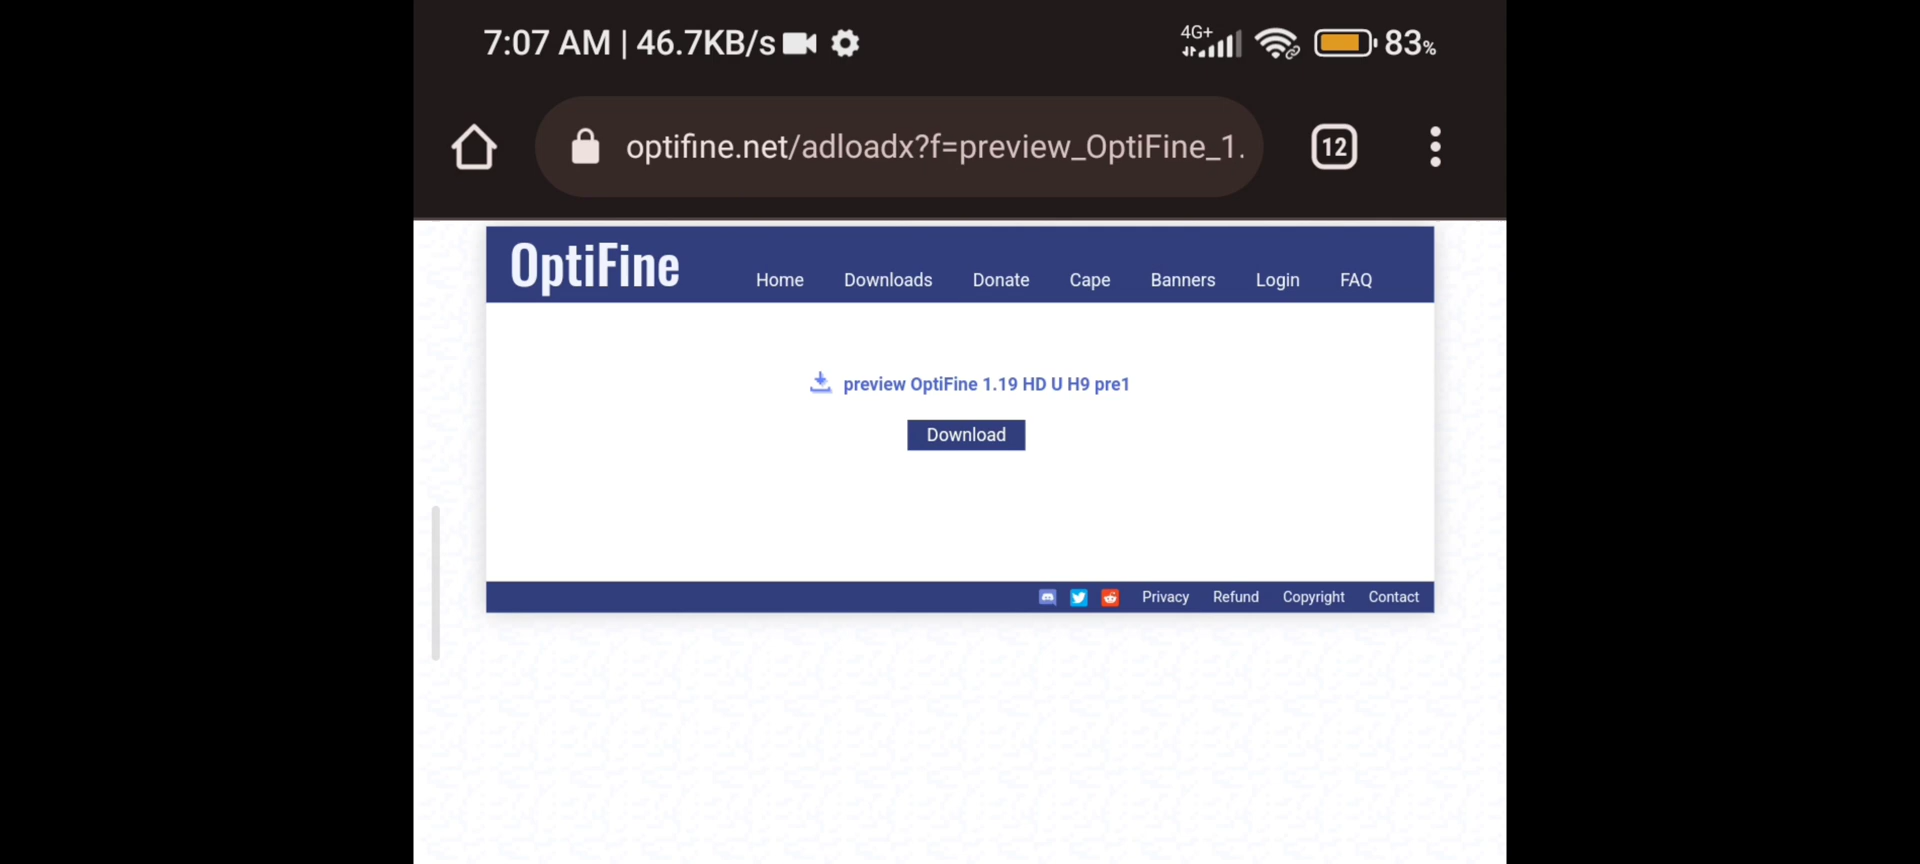 7:07 AM | 46.7KB/s 4G+ 83%
optifine.net/adloadx?f=preview_OptiFine_1. 12
OptiFine Home Downloads Donate Cape Banners Login FAQ
preview OptiFine 1.19 HD U H9 pre1
Download
Privacy Refund Copyright Contact